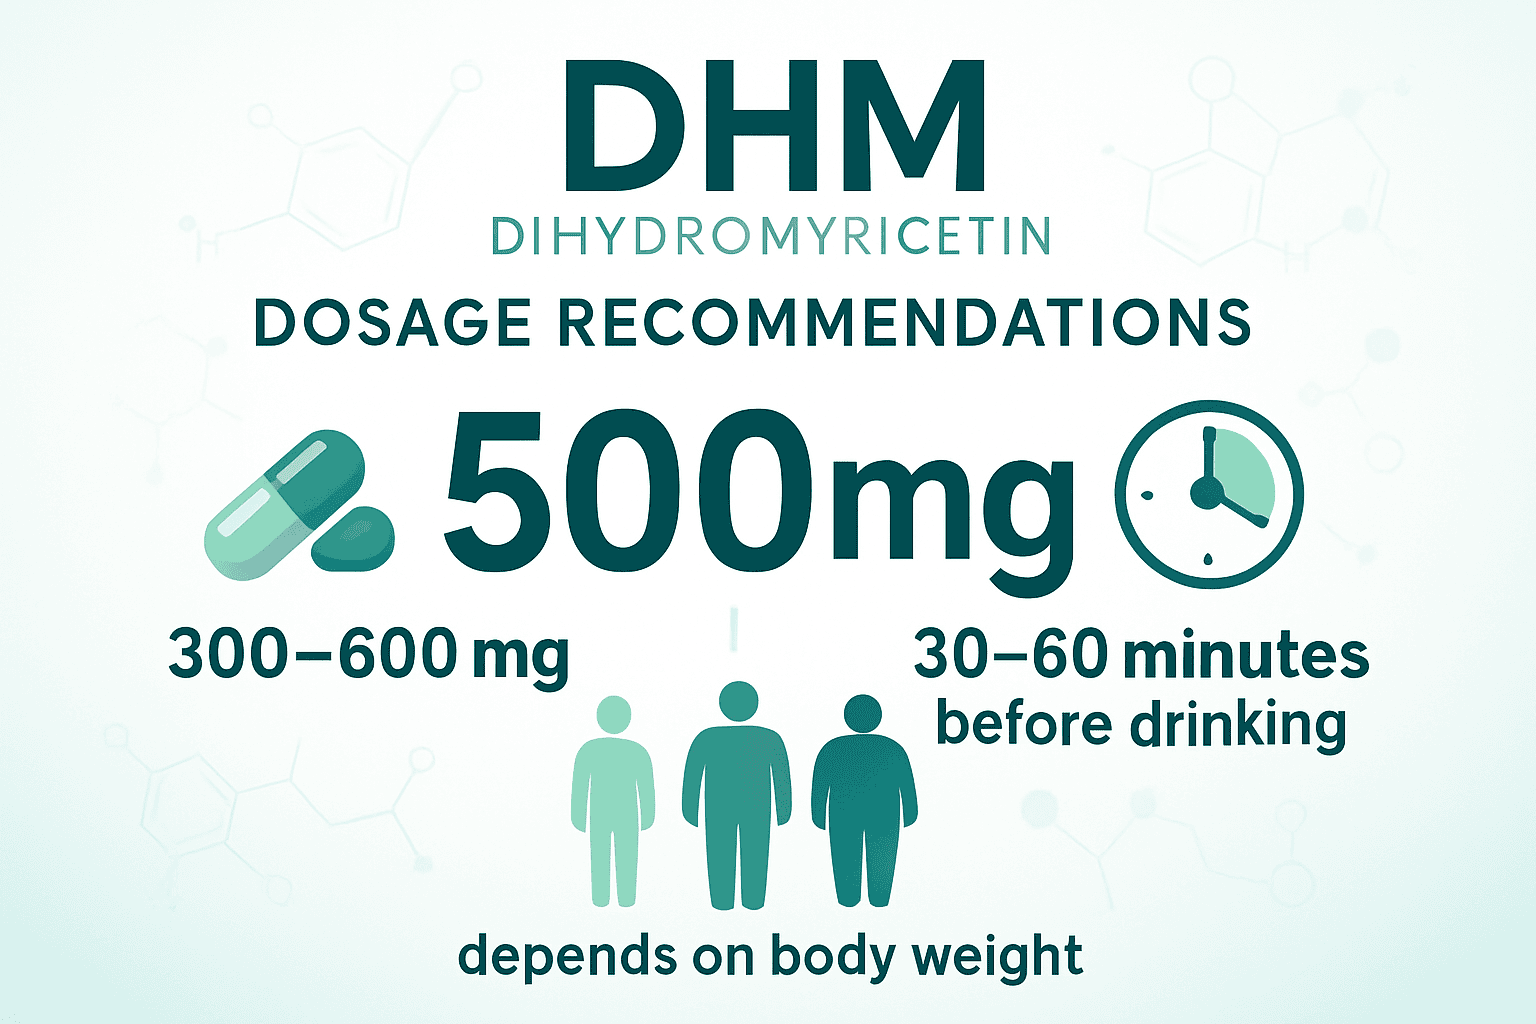 DHM
DIHYDROMYRICETIN
DOSAGE RECOMMENDATIONS
500mg
300–600 mg
30–60 minutes
before drinking
depends on body weight